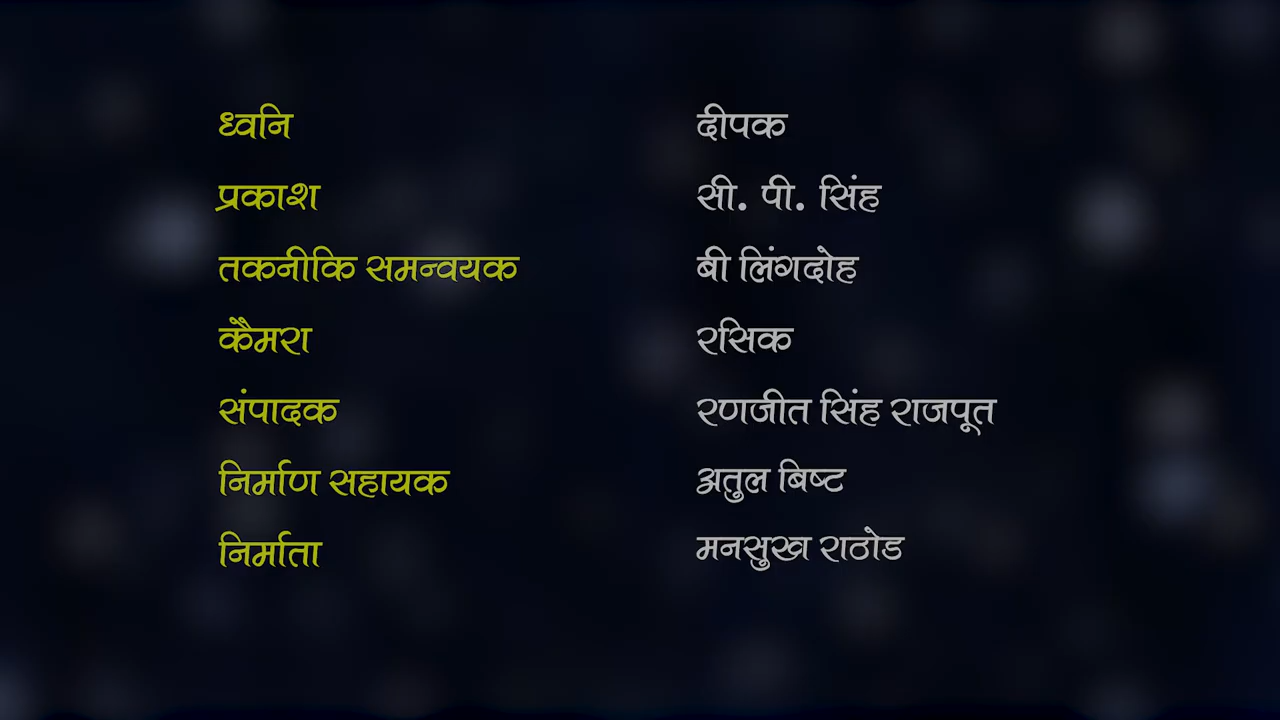 ध्वनि दीपक
प्रकाश सी. पी. सिंह
तकनीकि समन्वयक बी लिंगदोह
कैमरा रसिक
संपादक रणजीत सिंह राजपूत
निर्माण सहायक अतुल बिष्ट
निर्माता मनसुख राठोड